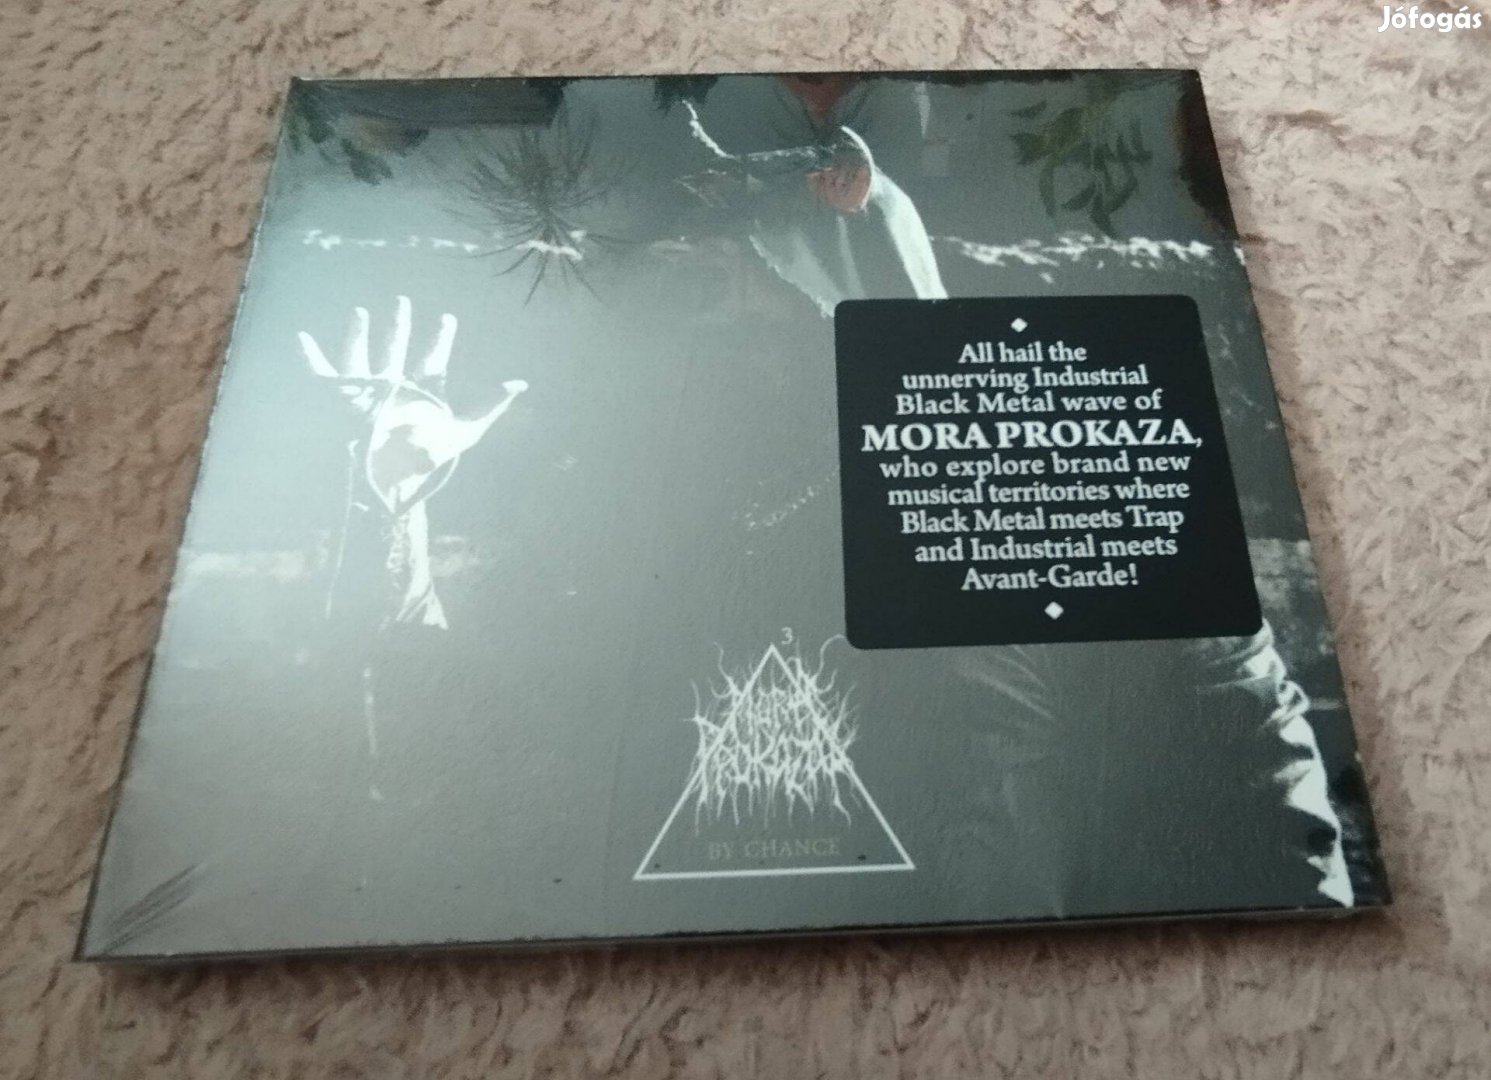 Jófogás
All hail the
unnerving Industrial
Black Metal wave of
MORA PROKAZA,
who explore brand new
musical territories where
Black Metal meets Trap
and Industrial meets
Avant-Garde!
3
MORA
PROKAZA
BY CHANCE